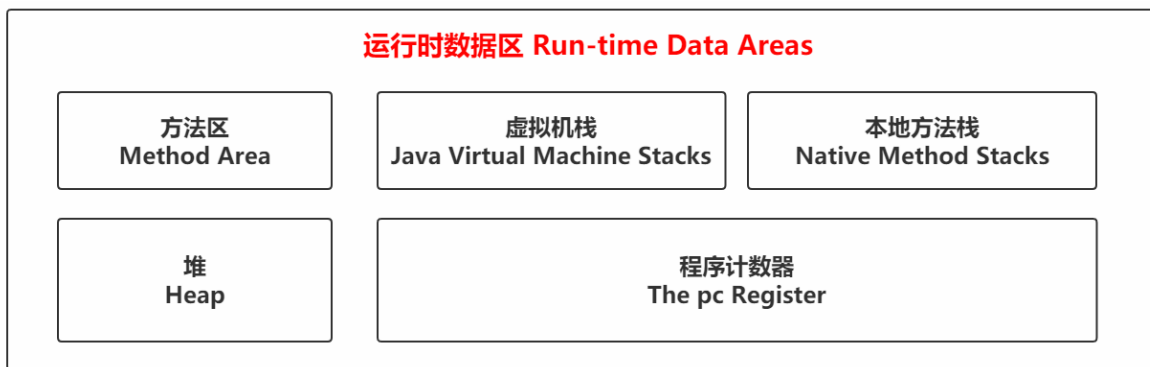 运行时数据区 Run-time Data Areas
方法区
Method Area
虚拟机栈
Java Virtual Machine Stacks
本地方法栈
Native Method Stacks
堆
Heap
程序计数器
The pc Register